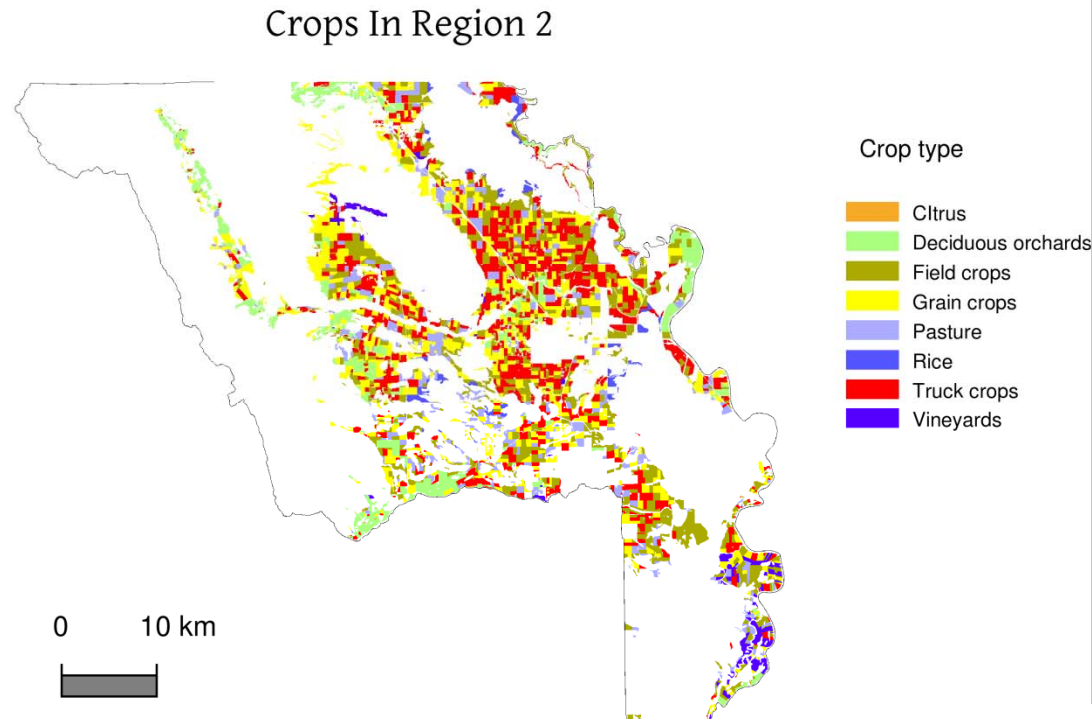 Crops In Region 2
Crop type
CItrus
Deciduous orchards
Field crops
Grain crops
Pasture
Rice
Truck crops
Vineyards
0 10 km